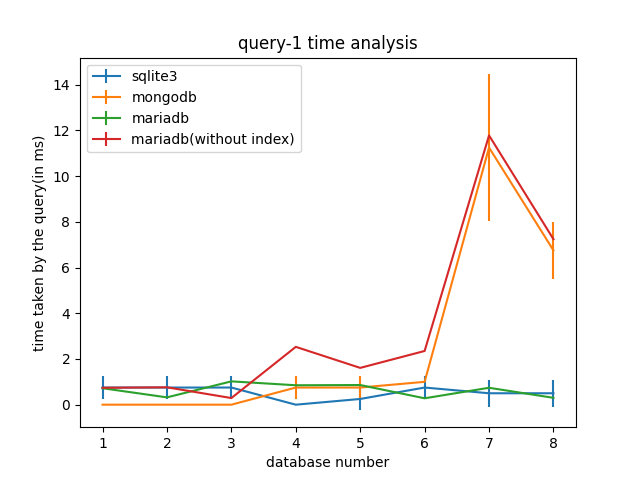 query-1 time analysis
sqlite3
mongodb
mariadb
mariadb(without index)
time taken by the query(in ms)
14
12
10
8
6
4
2
0
1 2 3 4 5 6 7 8
database number